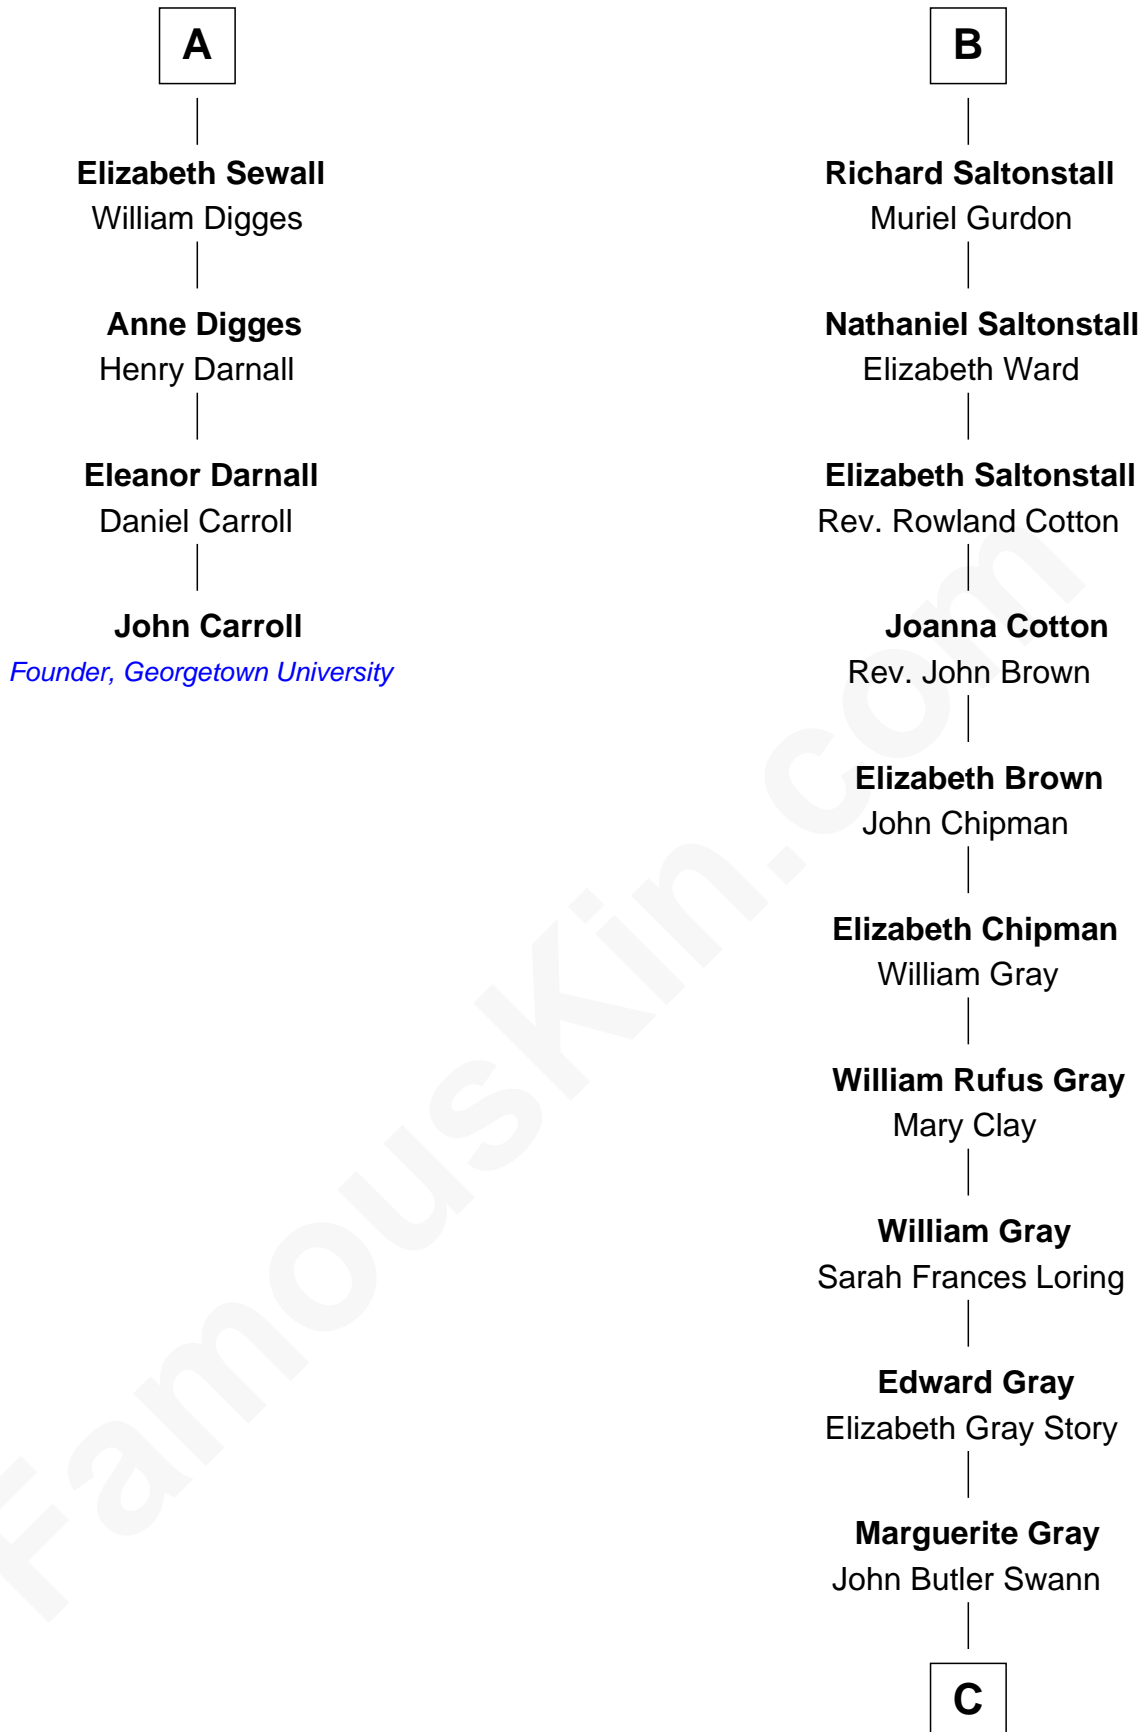 A
Elizabeth Sewall
William Digges
Anne Digges
Henry Darnall
Eleanor Darnall
Daniel Carroll
John Carroll
Founder, Georgetown University
B
Richard Saltonstall
Muriel Gurdon
Nathaniel Saltonstall
Elizabeth Ward
Elizabeth Saltonstall
Rev. Rowland Cotton
Joanna Cotton
Rev. John Brown
Elizabeth Brown
John Chipman
Elizabeth Chipman
William Gray
William Rufus Gray
Mary Clay
William Gray
Sarah Frances Loring
Edward Gray
Elizabeth Gray Story
Marguerite Gray
John Butler Swann
C
FamousKin.com